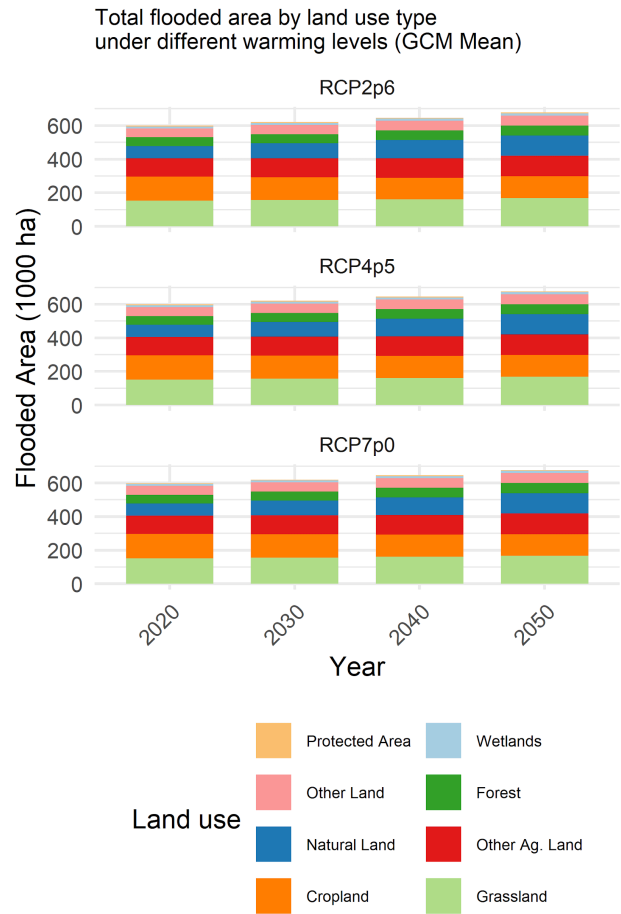 Total flooded area by land use type
under different warming levels (GCM Mean)
RCP2p6
600
400
200
0
RCP4p5
600
400
200
0
RCP7p0
600
400
200
0
Flooded Area (1000 ha)
2020
2030
2040
2050
Year
Land use
Protected Area
Wetlands
Other Land
Forest
Natural Land
Other Ag. Land
Cropland
Grassland